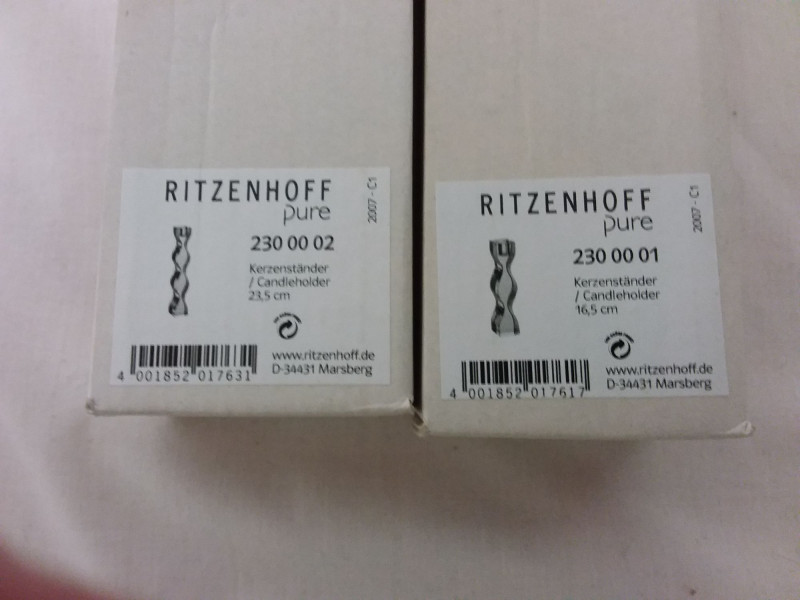 RITZENHOFF
pure
2007 - C1
230 00 02
Kerzenständer
/ Candleholder
23,5 cm
www.ritzenhoff.de
D-34431 Marsberg
4 001852 017631
RITZENHOFF
pure
2007 - C1
230 00 01
Kerzenständer
/ Candleholder
16,5 cm
www.ritzenhoff.de
D-34431 Marsberg
4 001852 017617